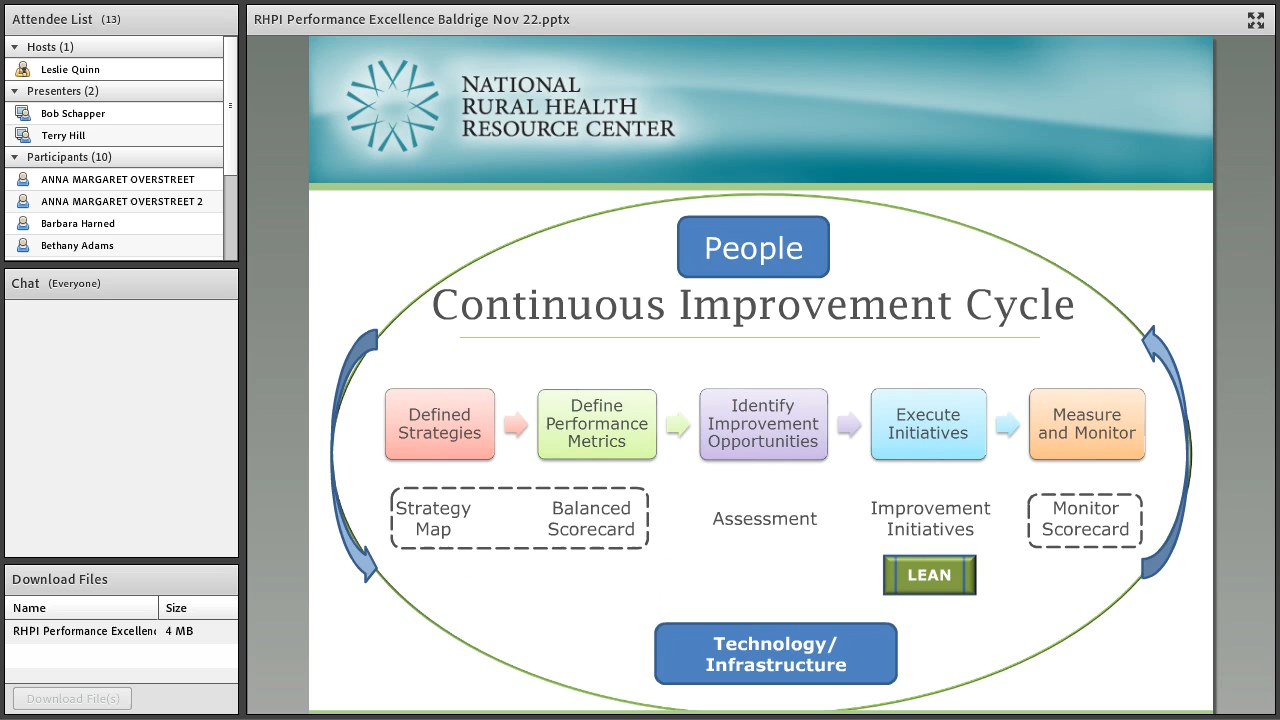 Attendee List (13)
Hosts (1)
Leslie Quinn
Presenters (2)
Bob Schapper
Terry Hill
Participants (10)
ANNA MARGARET OVERSTREET
ANNA MARGARET OVERSTREET 2
Barbara Harned
Bethany Adams
Chat (Everyone)
Download Files
Name Size
RHPI Performance Excellenc 4 MB
Download File(s)
RHPI Performance Excellence Baldrige Nov 22.pptx
NATIONAL
RURAL HEALTH
RESOURCE CENTER
People
Continuous Improvement Cycle
Defined
Strategies
Define
Performance
Metrics
Identify
Improvement
Opportunities
Execute
Initiatives
Measure
and Monitor
Strategy
Map
Balanced
Scorecard
Assessment
Improvement
Initiatives
Monitor
Scorecard
LEAN
Technology/
Infrastructure